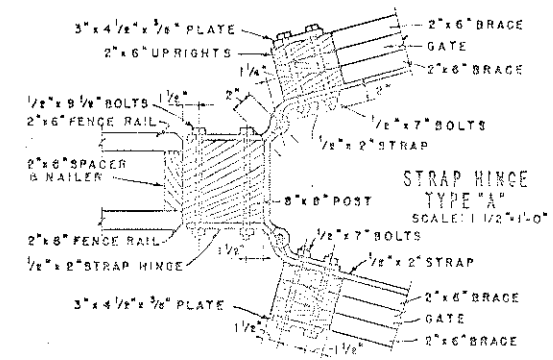 3" x 4 1/2" x 3/8" PLATE
2" x 6" UPRIGHTS
1 1/4"
2" x 6" BRACE
GATE
2" x 6" BRACE
2"
1/2" x 7" BOLTS
1/2" x 2" STRAP
1/2" x 9 1/2" BOLTS
1 1/2"
2"
2" x 6" FENCE RAIL
2" x 6" SPACER
& NAILER
8" x 8" POST
STRAP HINGE
TYPE "A"
SCALE: 1 1/2"=1'-0"
2" x 6" FENCE RAIL
1/2" x 2" STRAP HINGE
1 1/2"
1/2" x 7" BOLTS
1/2" x 2" STRAP
3" x 4 1/2" x 3/8" PLATE
1 1/2"
1 1/2"
2" x 6" BRACE
GATE
2" x 6" BRACE